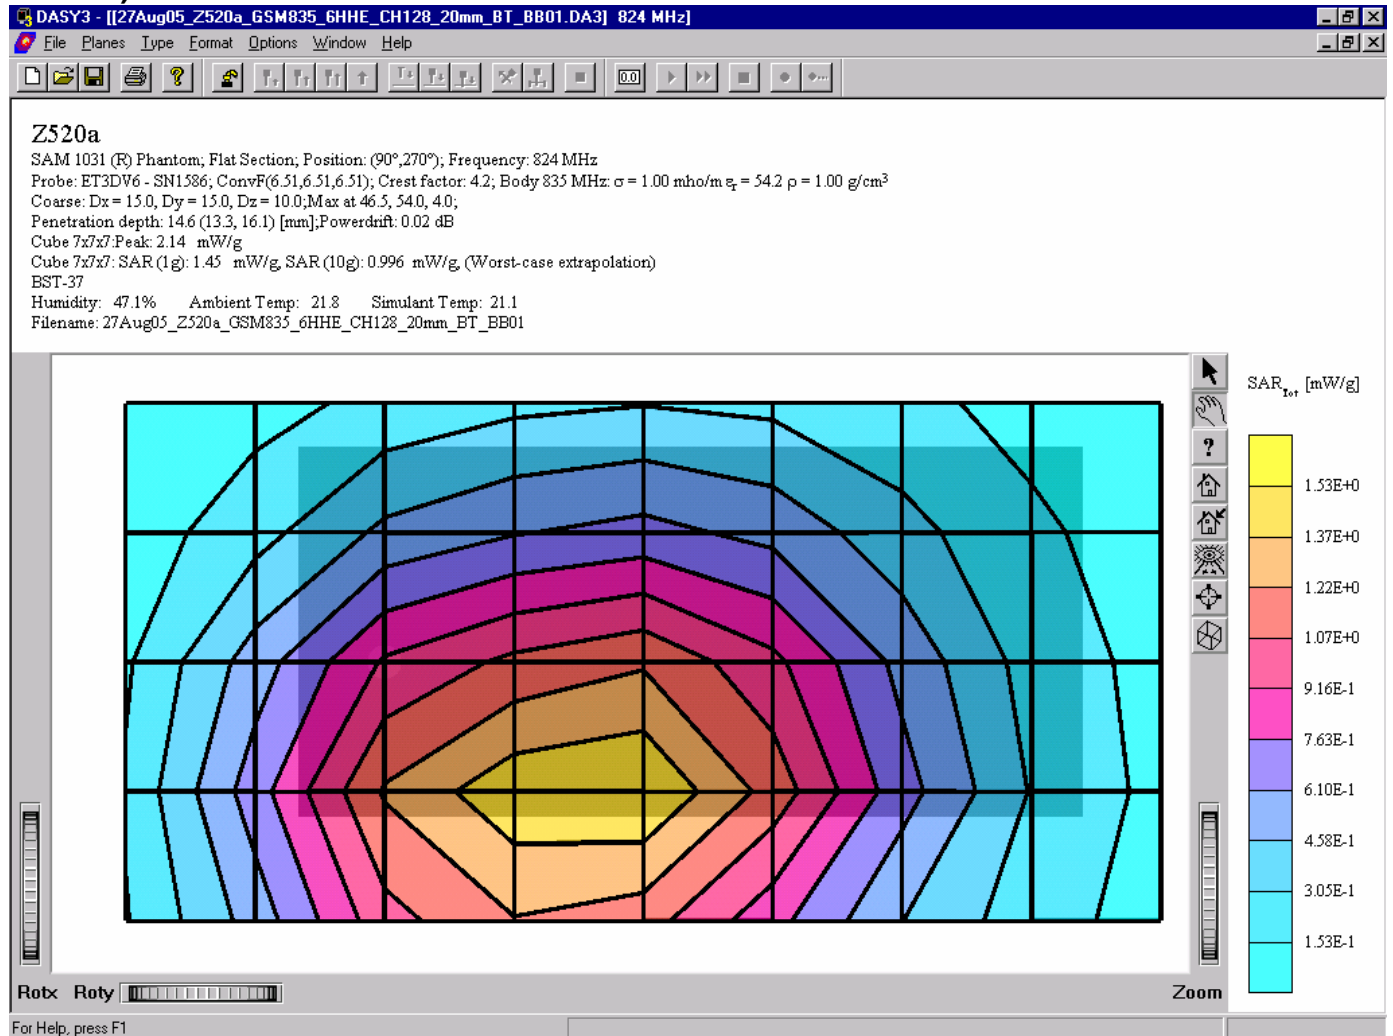 DASY3 - [[27Aug05_Z520a_GSM835_6HHE_CH128_20mm_BT_BB01.DA3] 824 MHz]
File Planes Type Format Options Window Help
0.0
Z520a
SAM 1031 (R) Phantom; Flat Section; Position: (90°,270°); Frequency: 824 MHz
Probe: ET3DV6 - SN1586; ConvF(6.51,6.51,6.51); Crest factor: 4.2; Body 835 MHz: σ = 1.00 mho/m εr = 54.2 ρ = 1.00 g/cm³
Coarse: Dx = 15.0, Dy = 15.0, Dz = 10.0;Max at 46.5, 54.0, 4.0;
Penetration depth: 14.6 (13.3, 16.1) [mm];Powerdrift: 0.02 dB
Cube 7x7x7:Peak: 2.14 mW/g
Cube 7x7x7: SAR (1g): 1.45 mW/g, SAR (10g): 0.996 mW/g, (Worst-case extrapolation)
BST-37
Humidity: 47.1% Ambient Temp: 21.8 Simulant Temp: 21.1
Filename: 27Aug05_Z520a_GSM835_6HHE_CH128_20mm_BT_BB01
SARTot [mW/g]
1.53E+0
1.37E+0
1.22E+0
1.07E+0
9.16E-1
7.63E-1
6.10E-1
4.58E-1
3.05E-1
1.53E-1
Rotx Roty Zoom
For Help, press F1